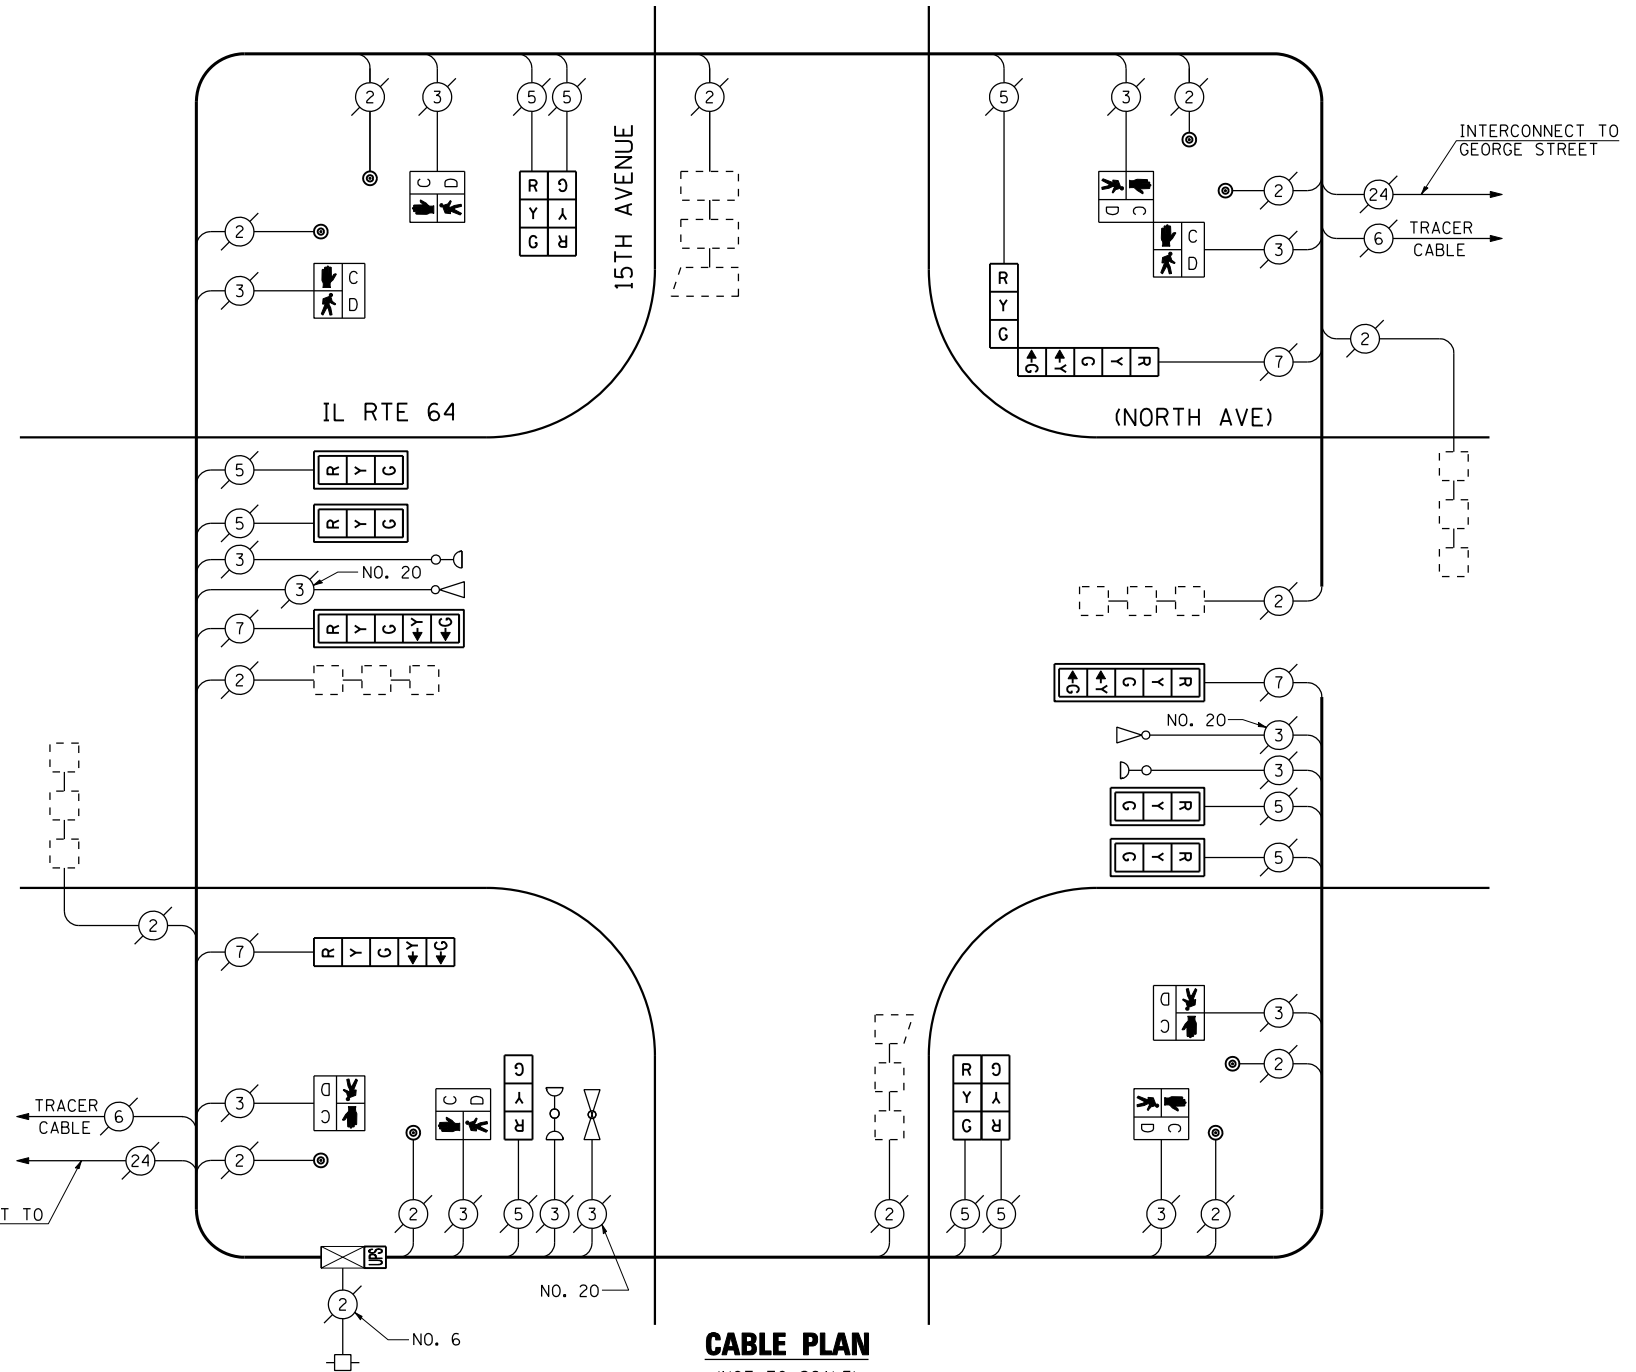 2 3 5 5 2 5 3 2
INTERCONNECT TO
GEORGE STREET
15TH AVENUE
C D
R G
Y Y
G R
C D
2 24
2
6 TRACER
CABLE
3 C
D
C
D 3
R
Y
G
2
G Y G Y R 7
IL RTE 64
(NORTH AVE)
5 R Y G
5 R Y G
3
3 NO. 20
7 R Y G Y G
2
2
G Y G Y R 7
NO. 20
3
3
G Y R 5
G Y R 5
2
7 R Y G Y G
D
C 3
2
G
Y
R
R G
Y Y
G R
3 D
C
C D
C D
TRACER
CABLE 6
24 2
T TO
2 3 5 3 3 2 5 5 3 2
UPS
NO. 20
2
NO. 6
CABLE PLAN